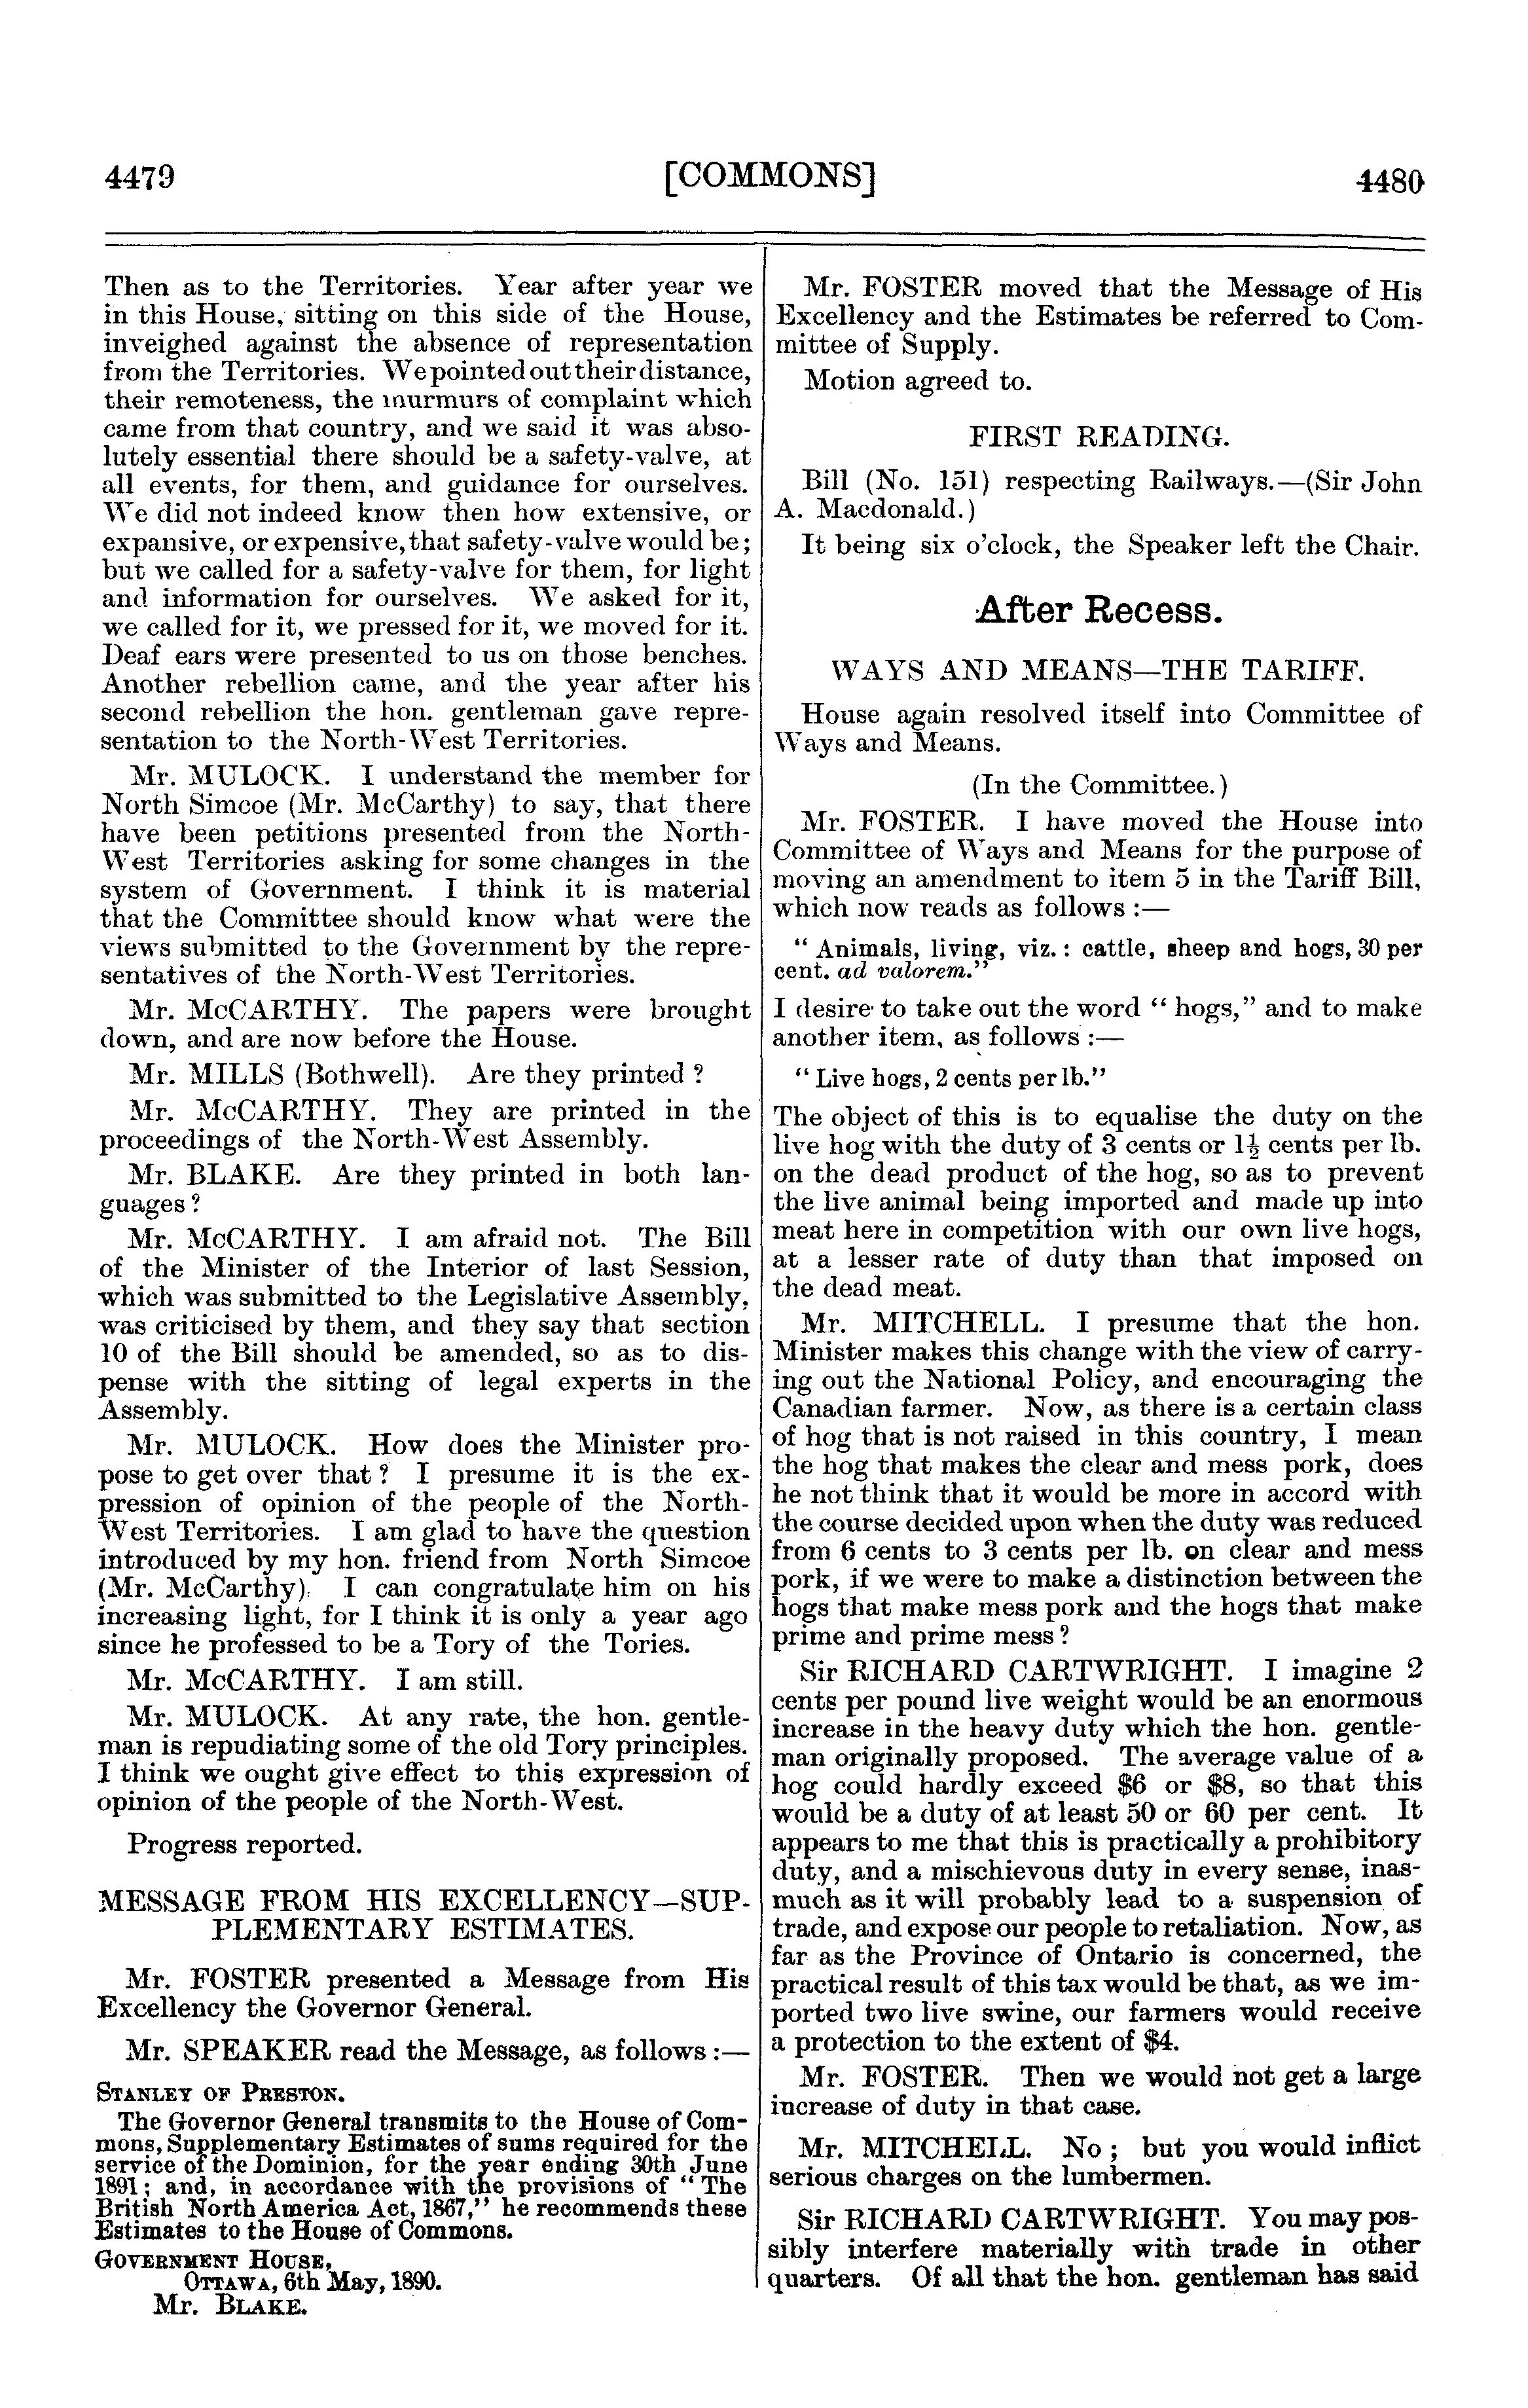 4479
[COMMONS]
4480
Then as to the Territories. Year after year we
in this House, sitting on this side of the House,
inveighed against the absence of representation
from the Territories. We pointed out their distance,
their remoteness, the murmurs of complaint which
came from that country, and we said it was abso-
lutely essential there should be a safety-valve, at
all events, for them, and guidance for ourselves.
We did not indeed know then how extensive, or
expansive, or expensive, that safety-valve would be;
but we called for a safety-valve for them, for light
and information for ourselves. We asked for it,
we called for it, we pressed for it, we moved for it.
Deaf ears were presented to us on those benches.
Another rebellion came, and the year after his
second rebellion the hon. gentleman gave repre-
sentation to the North-West Territories.
Mr. MULOCK. I understand the member for
North Simcoe (Mr. McCarthy) to say, that there
have been petitions presented from the North-
West Territories asking for some changes in the
system of Government. I think it is material
that the Committee should know what were the
views submitted to the Government by the repre-
sentatives of the North-West Territories.
Mr. McCARTHY. The papers were brought
down, and are now before the House.
Mr. MILLS (Bothwell). Are they printed ?
Mr. McCARTHY. They are printed in the
proceedings of the North-West Assembly.
Mr. BLAKE. Are they printed in both lan-
guages ?
Mr. McCARTHY. I am afraid not. The Bill
of the Minister of the Interior of last Session,
which was submitted to the Legislative Assembly,
was criticised by them, and they say that section
10 of the Bill should be amended, so as to dis-
pense with the sitting of legal experts in the
Assembly.
Mr. MULOCK. How does the Minister pro-
pose to get over that ? I presume it is the ex-
pression of opinion of the people of the North-
West Territories. I am glad to have the question
introduced by my hon. friend from North Simcoe
(Mr. McCarthy). I can congratulate him on his
increasing light, for I think it is only a year ago
since he professed to be a Tory of the Tories.
Mr. McCARTHY. I am still.
Mr. MULOCK. At any rate, the hon. gentle-
man is repudiating some of the old Tory principles.
I think we ought give effect to this expression of
opinion of the people of the North-West.
Progress reported.
MESSAGE FROM HIS EXCELLENCY—SUP-
PLEMENTARY ESTIMATES.
Mr. FOSTER presented a Message from His
Excellency the Governor General.
Mr. SPEAKER read the Message, as follows :—
STANLEY OF PRESTON.
The Governor General transmits to the House of Com-
mons, Supplementary Estimates of sums required for the
service of the Dominion, for the year ending 30th June
1891; and, in accordance with the provisions of " The
British North America Act, 1867," he recommends these
Estimates to the House of Commons.
GOVERNMENT HOUSE,
OTTAWA, 6th May, 1890.
Mr. BLAKE.
Mr. FOSTER moved that the Message of His
Excellency and the Estimates be referred to Com-
mittee of Supply.
Motion agreed to.
FIRST READING.
Bill (No. 151) respecting Railways.—(Sir John
A. Macdonald.)
It being six o'clock, the Speaker left the Chair.
After Recess.
WAYS AND MEANS—THE TARIFF.
House again resolved itself into Committee of
Ways and Means.
(In the Committee.)
Mr. FOSTER. I have moved the House into
Committee of Ways and Means for the purpose of
moving an amendment to item 5 in the Tariff Bill,
which now reads as follows :—
" Animals, living, viz. : cattle, sheep and hogs, 30 per
cent. ad valorem."
I desire to take out the word " hogs," and to make
another item, as follows :—
" Live hogs, 2 cents per lb."
The object of this is to equalise the duty on the
live hog with the duty of 3 cents or 1½ cents per lb.
on the dead product of the hog, so as to prevent
the live animal being imported and made up into
meat here in competition with our own live hogs,
at a lesser rate of duty than that imposed on
the dead meat.
Mr. MITCHELL. I presume that the hon.
Minister makes this change with the view of carry-
ing out the National Policy, and encouraging the
Canadian farmer. Now, as there is a certain class
of hog that is not raised in this country, I mean
the hog that makes the clear and mess pork, does
he not think that it would be more in accord with
the course decided upon when the duty was reduced
from 6 cents to 3 cents per lb. on clear and mess
pork, if we were to make a distinction between the
hogs that make mess pork and the hogs that make
prime and prime mess ?
Sir RICHARD CARTWRIGHT. I imagine 2
cents per pound live weight would be an enormous
increase in the heavy duty which the hon. gentle-
man originally proposed. The average value of a
hog could hardly exceed $6 or $8, so that this
would be a duty of at least 50 or 60 per cent. It
appears to me that this is practically a prohibitory
duty, and a mischievous duty in every sense, inas-
much as it will probably lead to a suspension of
trade, and expose our people to retaliation. Now, as
far as the Province of Ontario is concerned, the
practical result of this tax would be that, as we im-
ported two live swine, our farmers would receive
a protection to the extent of $4.
Mr. FOSTER. Then we would not get a large
increase of duty in that case.
Mr. MITCHELL. No ; but you would inflict
serious charges on the lumbermen.
Sir RICHARD CARTWRIGHT. You may pos-
sibly interfere materially with trade in other
quarters. Of all that the hon. gentleman has said